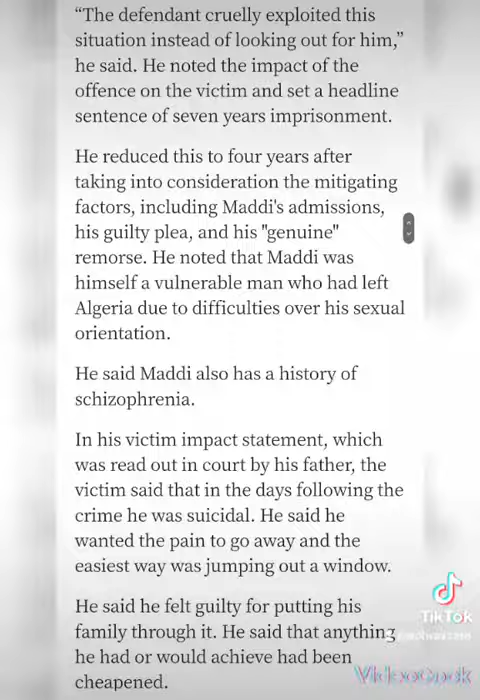 “The defendant cruelly exploited this
situation instead of looking out for him,”
he said. He noted the impact of the
offence on the victim and set a headline
sentence of seven years imprisonment.
He reduced this to four years after
taking into consideration the mitigating
factors, including Maddi's admissions,
his guilty plea, and his "genuine"
remorse. He noted that Maddi was
himself a vulnerable man who had left
Algeria due to difficulties over his sexual
orientation.
He said Maddi also has a history of
schizophrenia.
In his victim impact statement, which
was read out in court by his father, the
victim said that in the days following the
crime he was suicidal. He said he
wanted the pain to go away and the
easiest way was jumping out a window.
He said he felt guilty for putting his
family through it. He said that anything
he had or would achieve had been
cheapened.
TikTok